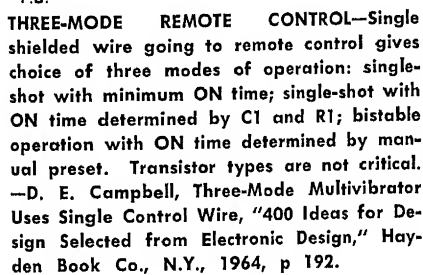 THREE-MODE REMOTE CONTROL—Single
shielded wire going to remote control gives
choice of three modes of operation: single-
shot with minimum ON time; single-shot with
ON time determined by C1 and R1; bistable
operation with ON time determined by man-
ual preset. Transistor types are not critical.
—D. E. Campbell, Three-Mode Multivibrator
Uses Single Control Wire, "400 Ideas for De-
sign Selected from Electronic Design," Hay-
den Book Co., N.Y., 1964, p 192.